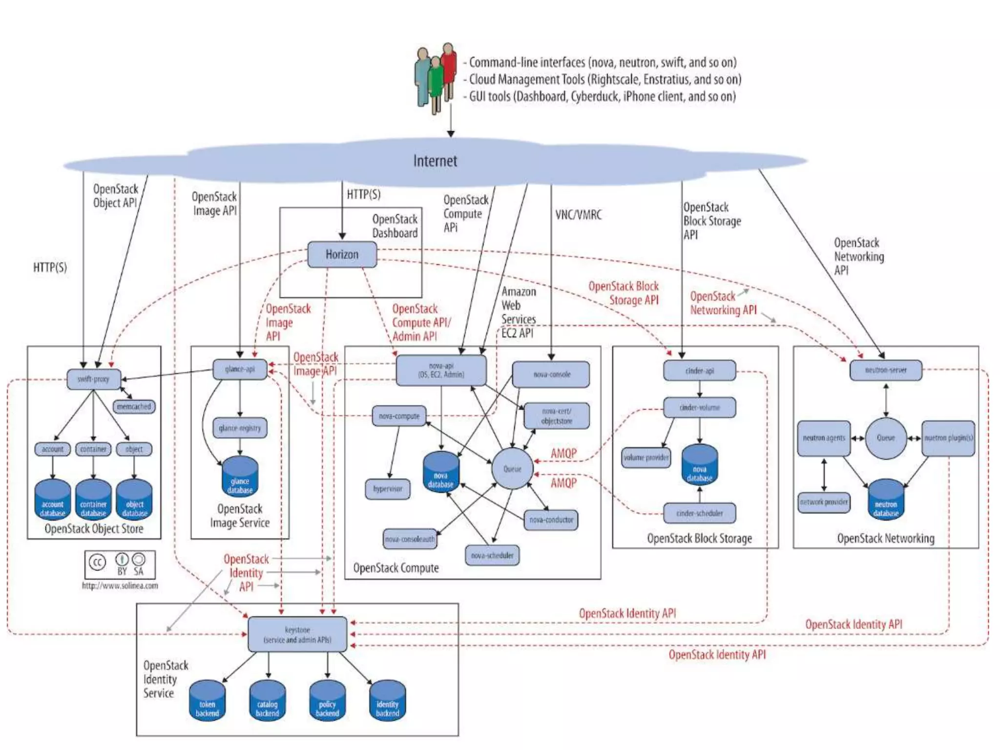 - Command-line interfaces (nova, neutron, swift, and so on)
- Cloud Management Tools (Rightscale, Enstratius, and so on)
- GUI tools (Dashboard, Cyberduck, iPhone client, and so on)
Internet
OpenStack
Object API
HTTP(S)
OpenStack
Image API
HTTP(S)
OpenStack
Dashboard
Horizon
OpenStack
Compute
APi
VNC/VMRC
OpenStack
Block Storage
API
OpenStack
Networking
API
Amazon
Web
Services
EC2 API
OpenStack Block
Storage API
OpenStack
Networking API
OpenStack
Image
API
OpenStack
Compute API/
Admin API
OpenStack
Image API
swift-proxy
memcached
account
container
object
account
database
container
database
object
database
OpenStack Object Store
glance-api
glance-registry
glance
database
OpenStack
Image Service
nova-api
(OS, EC2, Admin)
nova-console
nova-compute
nova-cert/
objectstore
hypervisor
nova
database
Queue
nova-conductor
nova-consoleauth
nova-scheduler
OpenStack Compute
AMQP
AMQP
cinder-api
cinder-volume
volume provider
nova
database
cinder-scheduler
OpenStack Block Storage
neutron-server
neutron agents
Queue
nuetron plugin(s)
network provider
neutron
database
OpenStack Networking
cc
BY SA
http://www.solinea.com
OpenStack
Identity
API
OpenStack Identity API
OpenStack Identity API
OpenStack Identity API
keystone
(service and admin APIs)
OpenStack
Identity
Service
token
backend
catalog
backend
policy
backend
identity
backend